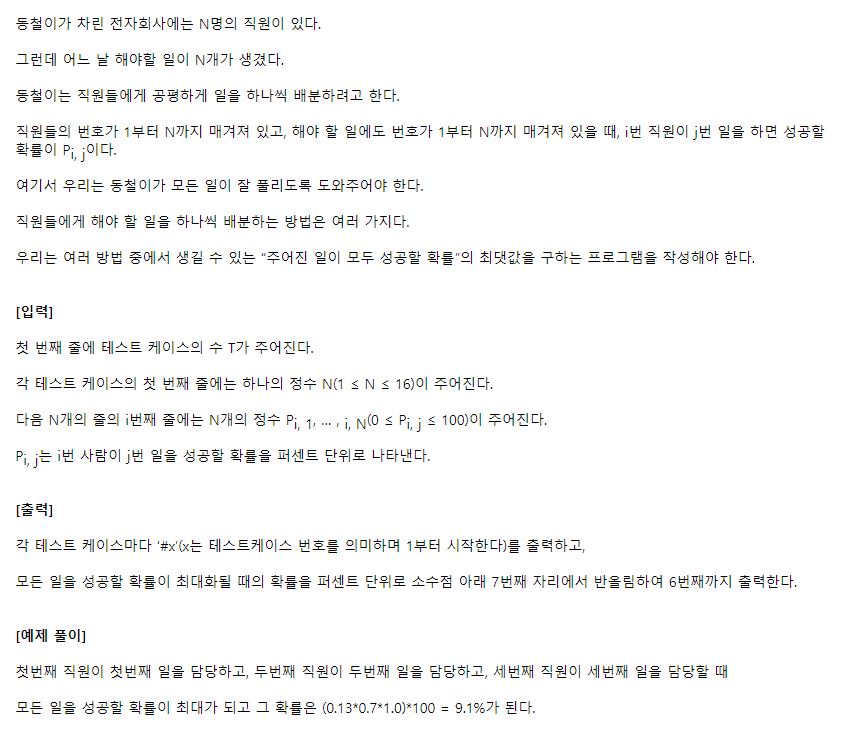 동철이가 차린 전자회사에는 N명의 직원이 있다.
그런데 어느 날 해야할 일이 N개가 생겼다.
동철이는 직원들에게 공평하게 일을 하나씩 배분하려고 한다.
직원들의 번호가 1부터 N까지 매겨져 있고, 해야 할 일에도 번호가 1부터 N까지 매겨져 있을 때, i번 직원이 j번 일을 하면 성공할
확률이 Pi, j이다.
여기서 우리는 동철이가 모든 일이 잘 풀리도록 도와주어야 한다.
직원들에게 해야 할 일을 하나씩 배분하는 방법은 여러 가지다.
우리는 여러 방법 중에서 생길 수 있는 “주어진 일이 모두 성공할 확률”의 최댓값을 구하는 프로그램을 작성해야 한다.
[입력]
첫 번째 줄에 테스트 케이스의 수 T가 주어진다.
각 테스트 케이스의 첫 번째 줄에는 하나의 정수 N(1 ≤ N ≤ 16)이 주어진다.
다음 N개의 줄의 i번째 줄에는 N개의 정수 Pi, 1, ... , i, N(0 ≤ Pi, j ≤ 100)이 주어진다.
Pi, j는 i번 사람이 j번 일을 성공할 확률을 퍼센트 단위로 나타낸다.
[출력]
각 테스트 케이스마다 ‘#x’(x는 테스트케이스 번호를 의미하며 1부터 시작한다)를 출력하고,
모든 일을 성공할 확률이 최대화될 때의 확률을 퍼센트 단위로 소수점 아래 7번째 자리에서 반올림하여 6번째까지 출력한다.
[예제 풀이]
첫번째 직원이 첫번째 일을 담당하고, 두번째 직원이 두번째 일을 담당하고, 세번째 직원이 세번째 일을 담당할 때
모든 일을 성공할 확률이 최대가 되고 그 확률은 (0.13*0.7*1.0)*100 = 9.1%가 된다.